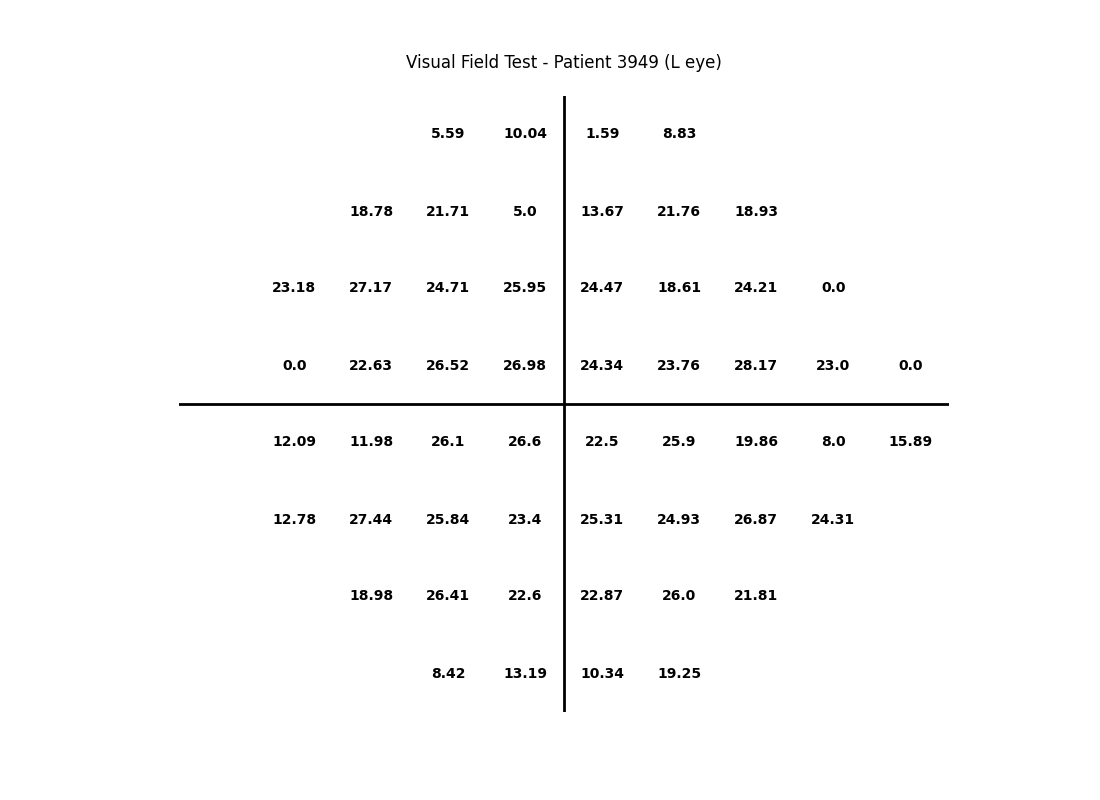 Visual Field Test - Patient 3949 (L eye)
5.59 10.04 1.59 8.83
18.78 21.71 5.0 13.67 21.76 18.93
23.18 27.17 24.71 25.95 24.47 18.61 24.21 0.0
0.0 22.63 26.52 26.98 24.34 23.76 28.17 23.0 0.0
12.09 11.98 26.1 26.6 22.5 25.9 19.86 8.0 15.89
12.78 27.44 25.84 23.4 25.31 24.93 26.87 24.31
18.98 26.41 22.6 22.87 26.0 21.81
8.42 13.19 10.34 19.25